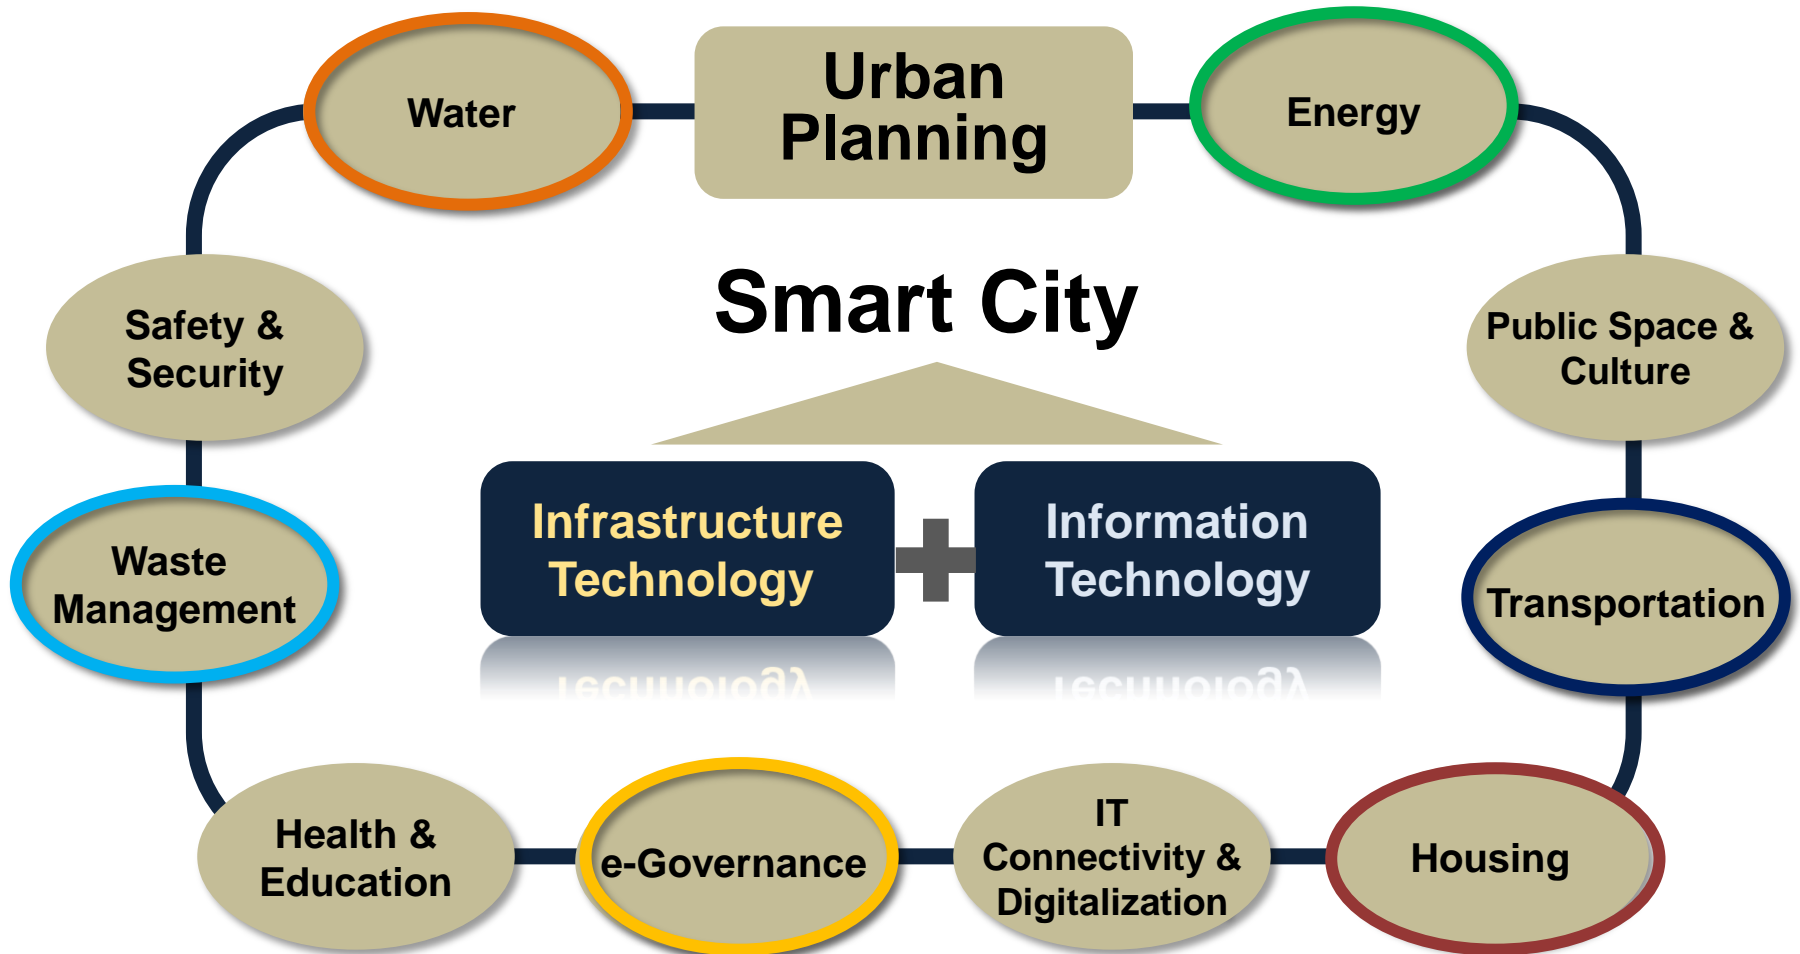 Water
Urban
Planning
Energy
Smart City
Safety &
Security
Public Space &
Culture
Infrastructure
Technology
Information
Technology
Waste
Management
Transportation
Health &
Education
e-Governance
IT
Connectivity &
Digitalization
Housing